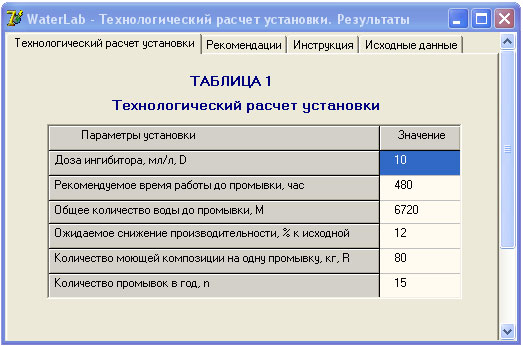 WaterLab - Технологический расчет установки. Результаты
Технологический расчет установки Рекомендации Инструкция Исходные данные
ТАБЛИЦА 1
Технологический расчет установки
Параметры установки Значение
Доза ингибитора, мл/л, D 10
Рекомендуемое время работы до промывки, час 480
Общее количество воды до промывки, М 6720
Ожидаемое снижение производительности, % к исходной 12
Количество моющей композиции на одну промывку, кг, R 80
Количество промывок в год, n 15